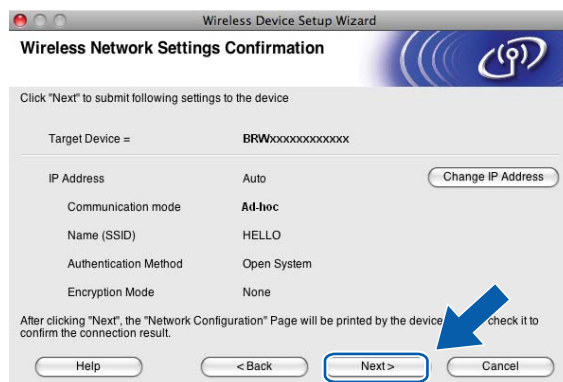 Wireless Device Setup Wizard
Wireless Network Settings Confirmation
Click "Next" to submit following settings to the device
Target Device = BRWxxxxxxxxxxxx
IP Address Auto Change IP Address
Communication mode Ad-hoc
Name (SSID) HELLO
Authentication Method Open System
Encryption Mode None
After clicking "Next", the "Network Configuration" Page will be printed by the device check it to
confirm the connection result.
Help < Back Next > Cancel